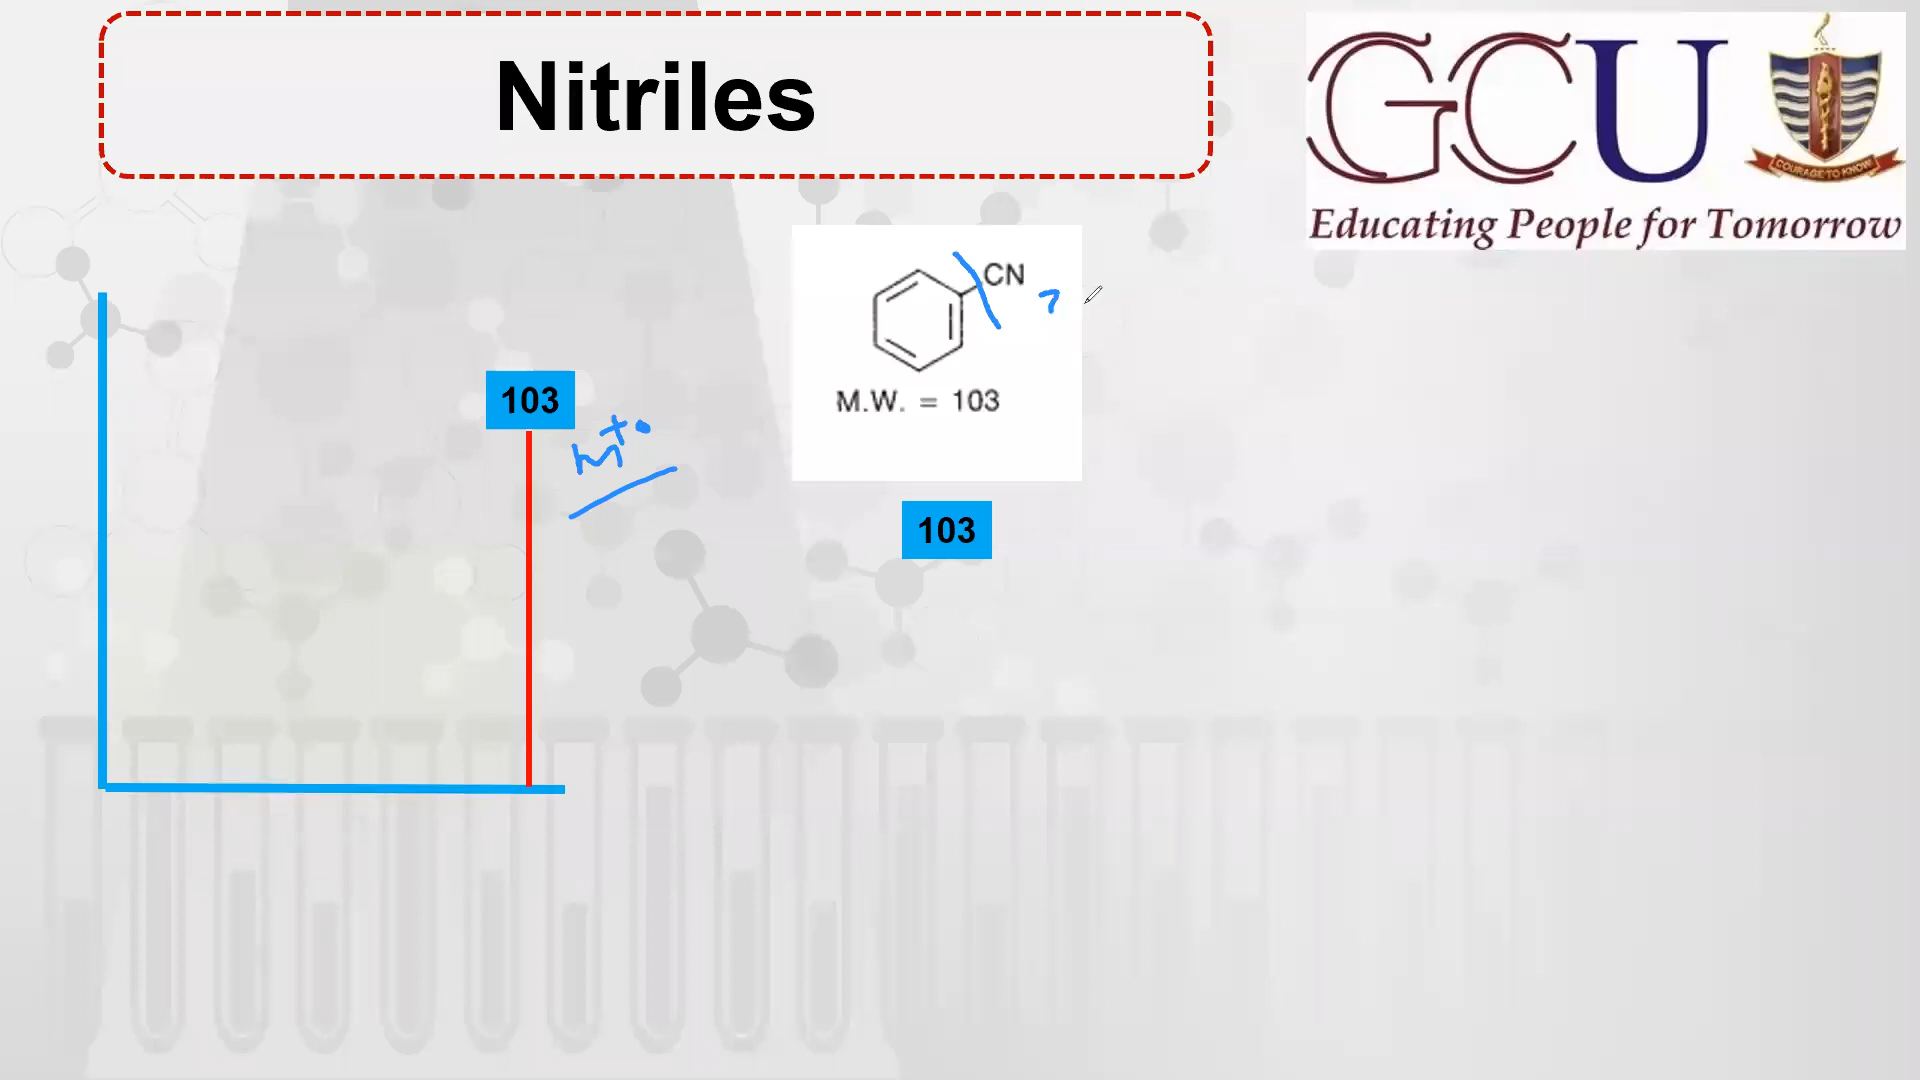 Nitriles
GCU
COURAGE TO KNOW
Educating People for Tomorrow
CN
M.W. = 103
103
M+•
103